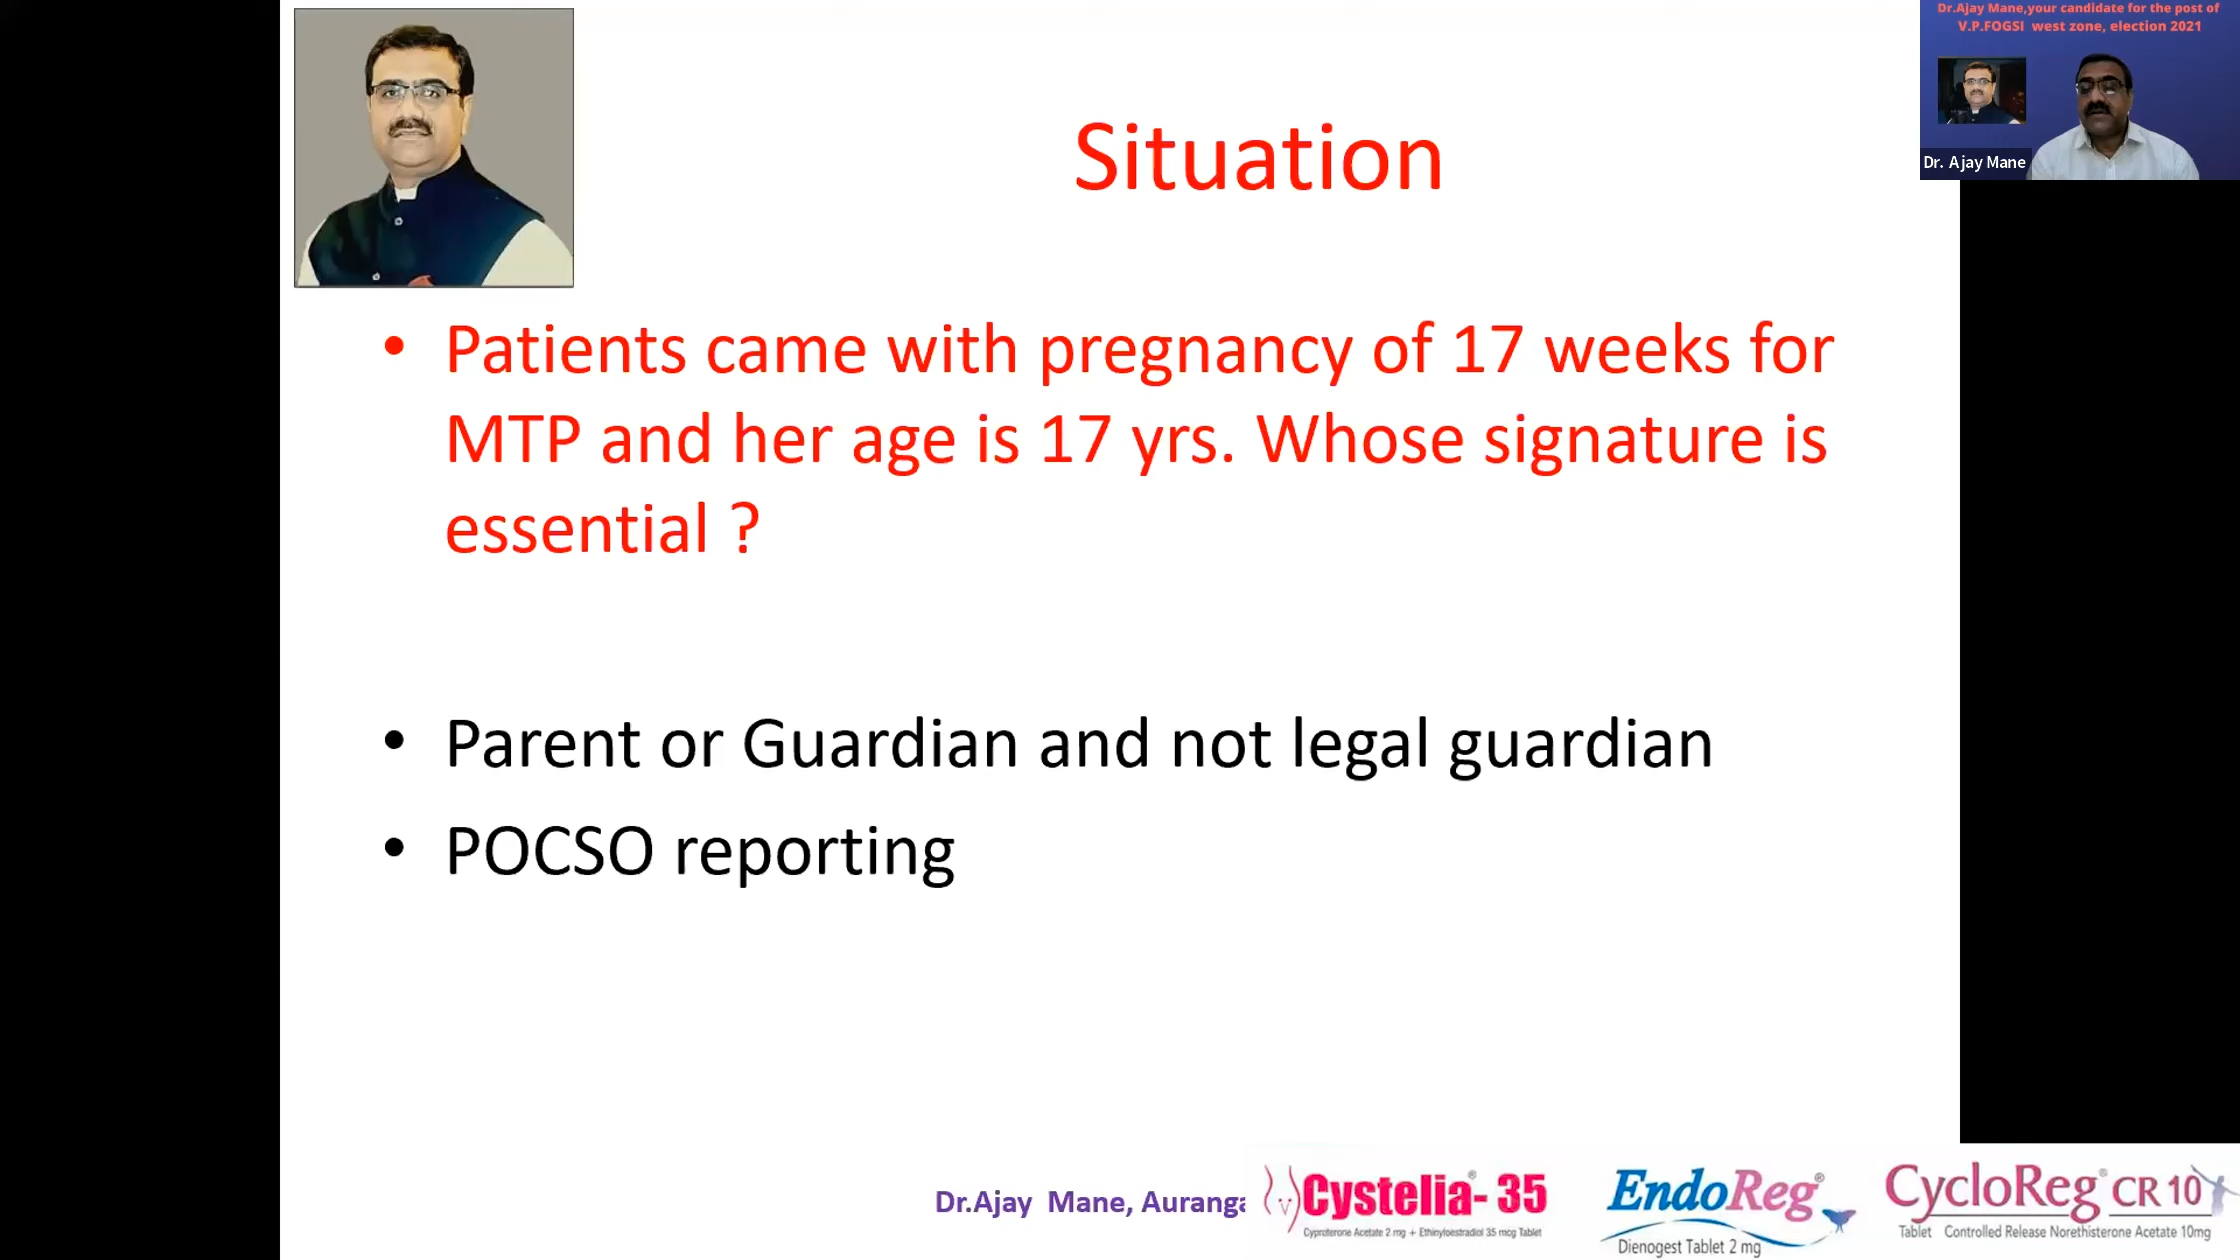 Dr.Ajay Mane,your candidate for the post of
V.P.FOGSI west zone, election 2021
Dr. Ajay Mane
Situation
• Patients came with pregnancy of 17 weeks for
MTP and her age is 17 yrs. Whose signature is
essential ?
• Parent or Guardian and not legal guardian
• POCSO reporting
Dr.Ajay Mane, Auranga
Cystelia®- 35
Cyproterone Acetate 2 mg + Ethinyloestradiol 35 mcg Tablet
EndoReg®
Dienogest Tablet 2 mg
CycloReg® CR 10
Tablet Controlled Release Norethisterone Acetate 10mg